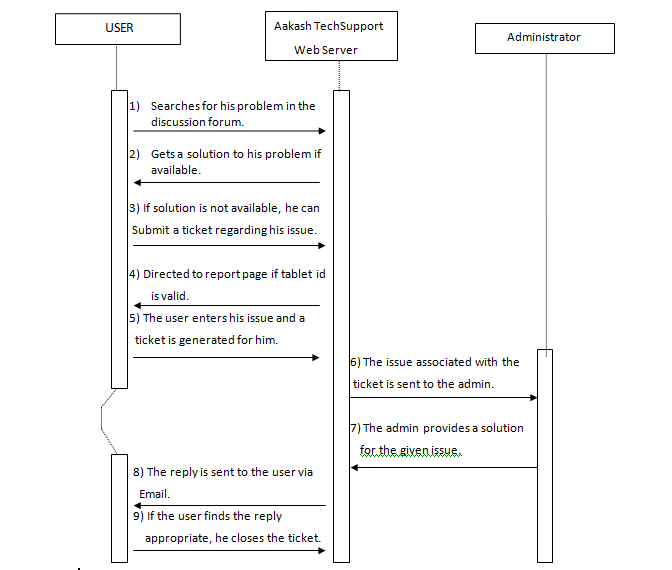 USER
Aakash TechSupport
Web Server
Administrator
1) Searches for his problem in the
discussion forum.
2) Gets a solution to his problem if
available.
3) If solution is not available, he can
Submit a ticket regarding his issue.
4) Directed to report page if tablet id
is valid.
5) The user enters his issue and a
ticket is generated for him.
6) The issue associated with the
ticket is sent to the admin.
7) The admin provides a solution
for the given issue.
8) The reply is sent to the user via
Email.
9) If the user finds the reply
appropriate, he closes the ticket.